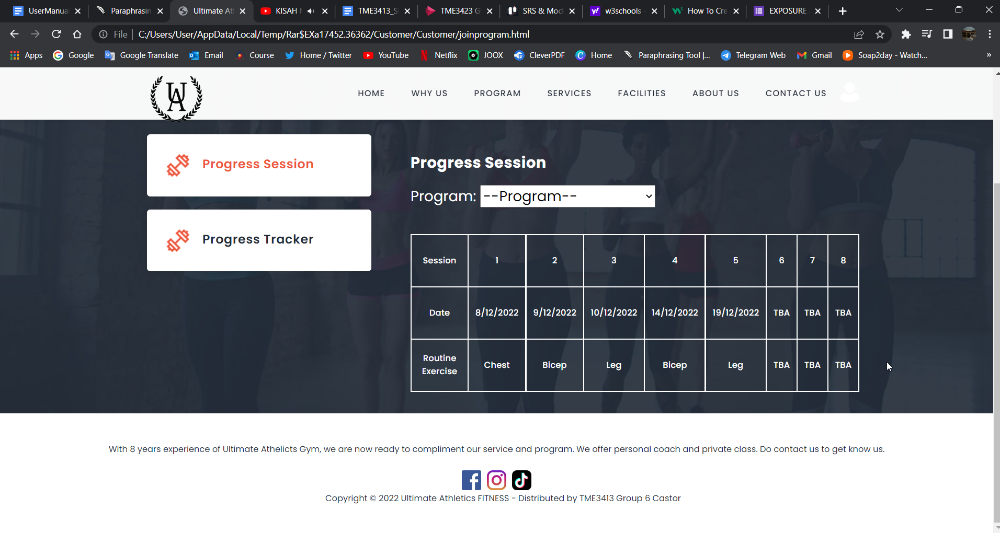 UserManual
Paraphrasin
Ultimate Atl
KISAH
TME3413_S
TME3423 G
SRS & Moc
w3schools -
How To Cre
EXPOSURE
File
C:/Users/User/AppData/Local/Temp/Rar$EXa17452.36362/Customer/Customer/joinprogram.html
Apps
Google
Google Translate
Email
Course
Home / Twitter
YouTube
Netflix
JOOX
CleverPDF
Home
Paraphrasing Tool |...
Telegram Web
Gmail
Soap2day - Watch...
»
UA
HOME
WHY US
PROGRAM
SERVICES
FACILITIES
ABOUT US
CONTACT US
Progress Session
Progress Tracker
Progress Session
Program: --Program--
Session 1 2 3 4 5 6 7 8
Date 8/12/2022 9/12/2022 10/12/2022 14/12/2022 19/12/2022 TBA TBA TBA
Routine
Exercise Chest Bicep Leg Bicep Leg TBA TBA TBA
With 8 years experience of Ultimate Athelicts Gym, we are now ready to compliment our service and program. We offer personal coach and private class. Do contact us to get know us.
Copyright © 2022 Ultimate Athletics FITNESS - Distributed by TME3413 Group 6 Castor